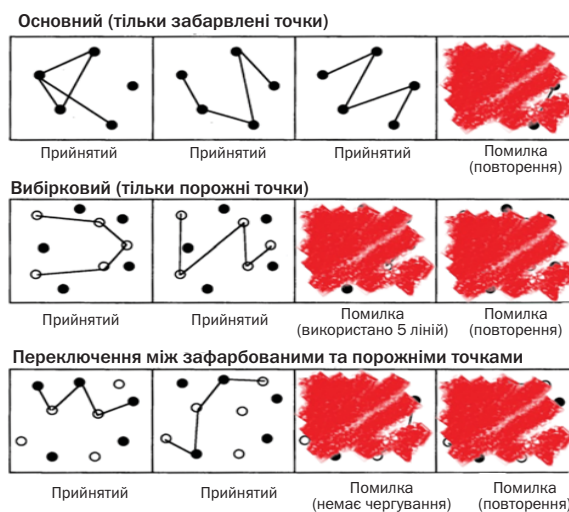 Основний (тільки забарвлені точки)
Прийнятий Прийнятий Прийнятий Помилка
(повторення)
Вибірковий (тільки порожні точки)
Прийнятий Прийнятий Помилка Помилка
(використано 5 ліній) (повторення)
Переключення між зафарбованими та порожніми точками
Прийнятий Прийнятий Помилка Помилка
(немає чергування) (повторення)